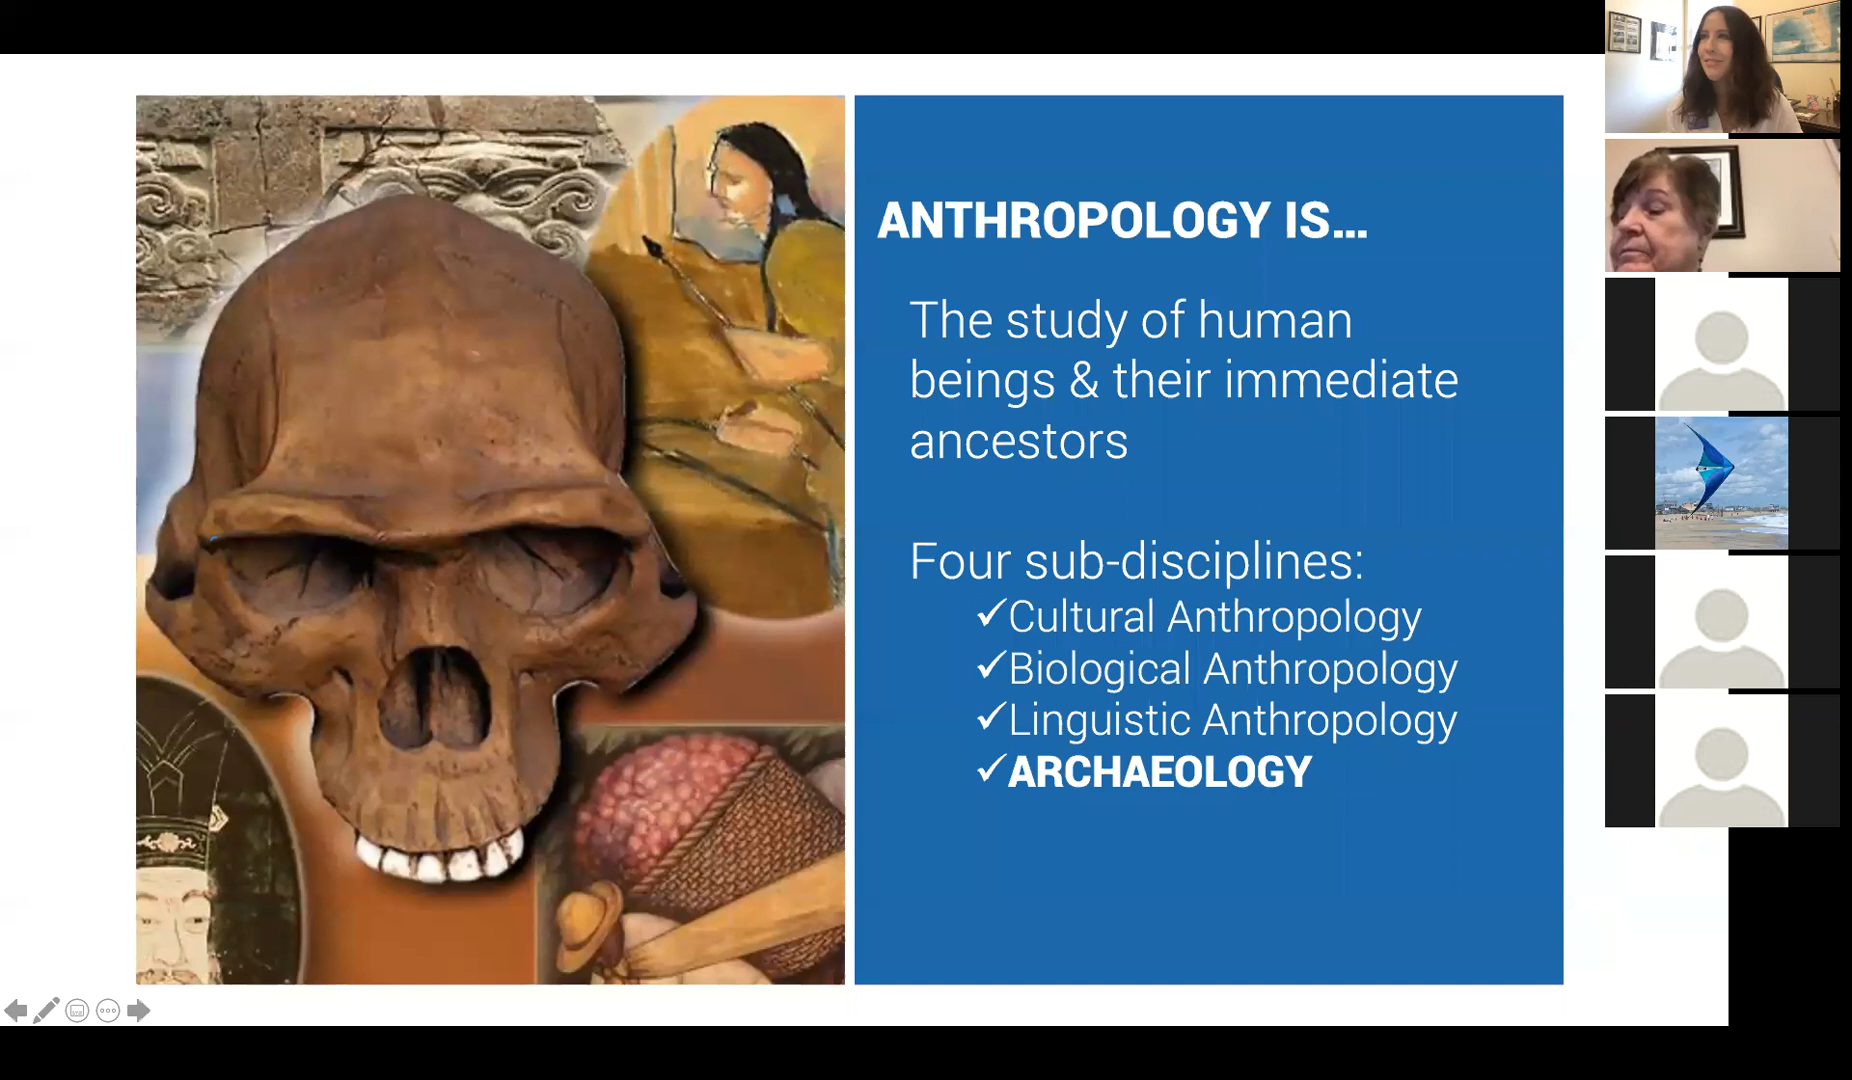 ANTHROPOLOGY IS...
The study of human
beings & their immediate
ancestors
Four sub-disciplines:
✓Cultural Anthropology
✓Biological Anthropology
✓Linguistic Anthropology
✓ARCHAEOLOGY